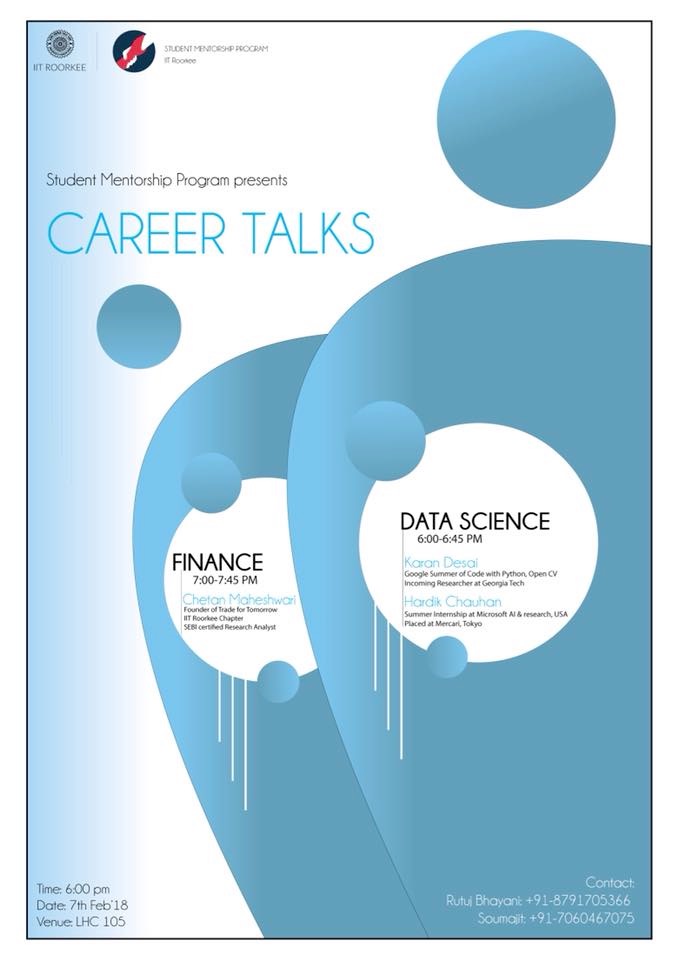 IIT ROORKEE
STUDENT MENTORSHIP PROGRAM
IIT Roorkee
Student Mentorship Program presents
CAREER TALKS
DATA SCIENCE
6:00-6:45 PM
Karan Desai
Google Summer of Code with Python, Open CV
Incoming Researcher at Georgia Tech
Hardik Chauhan
Summer Internship at Microsoft AI & research, USA
Placed at Mercari, Tokyo
FINANCE
7:00-7:45 PM
Chetan Maheshwari
Founder of Trade for Tomorrow
IIT Roorkee Chapter
SEBI certified Research Analyst
Time: 6:00 pm
Date: 7th Feb'18
Venue: LHC 105
Contact:
Rutuj Bhayani: +91-8791705366
Soumajit: +91-7060467075